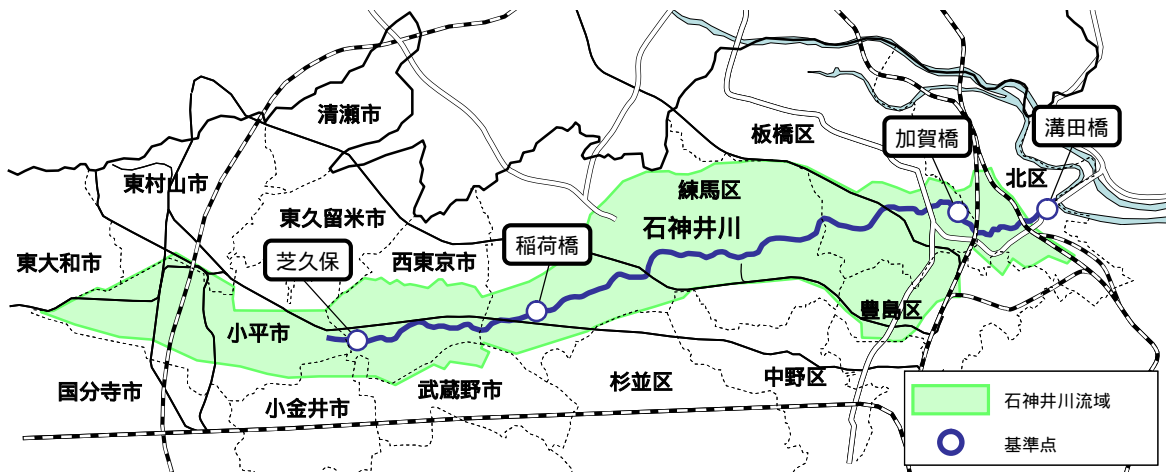 清瀬市
板橋区
溝田橋
加賀橋
東村山市
練馬区
北区
東久留米市
石神井川
稲荷橋
芝久保
西東京市
東大和市
豊島区
小平市
国分寺市
小金井市
武蔵野市
杉並区
中野区
石神井川流域
基準点